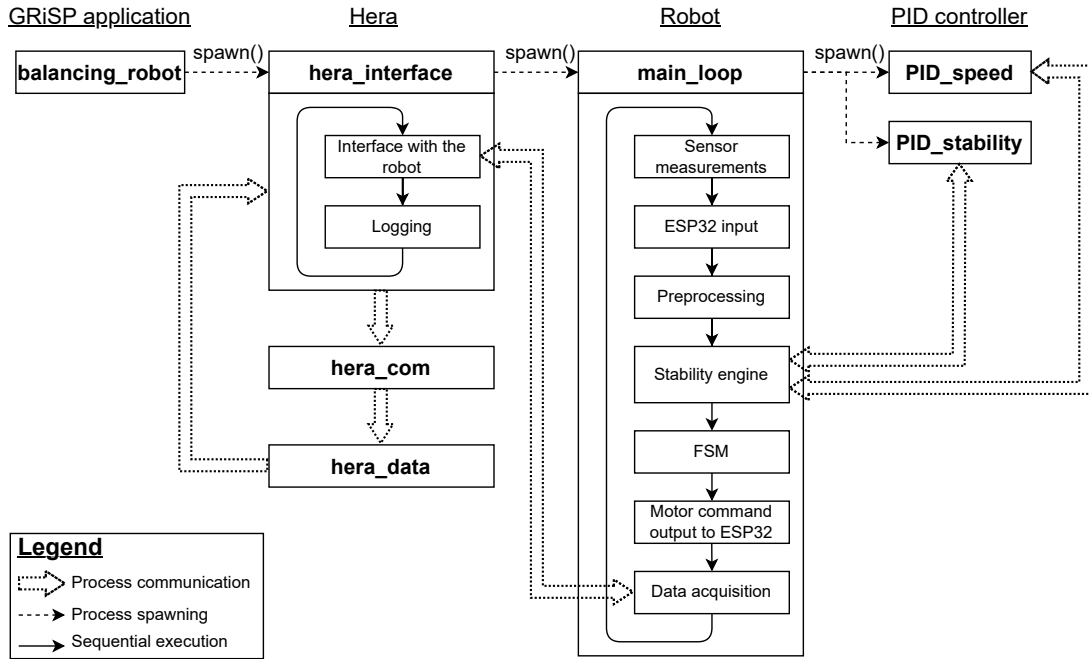 GRiSP application
Hera
Robot
PID controller
spawn()
spawn()
spawn()
balancing_robot
hera_interface
main_loop
PID_speed
PID_stability
Interface with the
robot
Logging
hera_com
hera_data
Sensor
measurements
ESP32 input
Preprocessing
Stability engine
FSM
Motor command
output to ESP32
Data acquisition
Legend
Process communication
Process spawning
Sequential execution